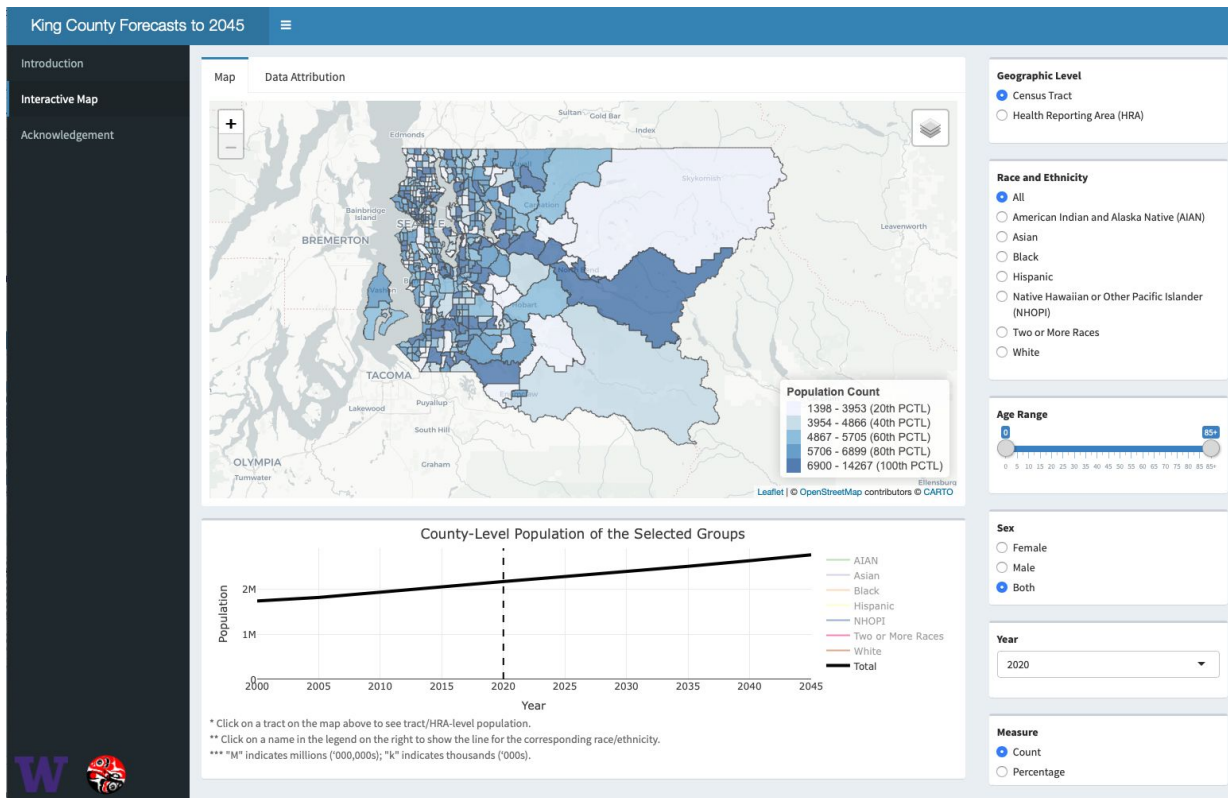 King County Forecasts to 2045
Introduction
Interactive Map
Acknowledgement
Map
Data Attribution
+
−
Sultan
Gold Bar
Index
Edmonds
Skykomish
Carnation
Bainbridge
Island
Leavenworth
BREMERTON
North Bend
Vashon
Hobart
TACOMA
Lakewood
Puyallup
South Hill
OLYMPIA
Tumwater
Graham
Ellensburg
Population Count
1398 - 3953 (20th PCTL)
3954 - 4866 (40th PCTL)
4867 - 5705 (60th PCTL)
5706 - 6899 (80th PCTL)
6900 - 14267 (100th PCTL)
Leaflet | © OpenStreetMap contributors © CARTO
County-Level Population of the Selected Groups
Population
2M
1M
0
2000 2005 2010 2015 2020 2025 2030 2035 2040 2045
Year
AIAN
Asian
Black
Hispanic
NHOPI
Two or More Races
White
Total
* Click on a tract on the map above to see tract/HRA-level population.
** Click on a name in the legend on the right to show the line for the corresponding race/ethnicity.
*** "M" indicates millions ('000,000s); "k" indicates thousands ('000s).
Geographic Level
Census Tract
Health Reporting Area (HRA)
Race and Ethnicity
All
American Indian and Alaska Native (AIAN)
Asian
Black
Hispanic
Native Hawaiian or Other Pacific Islander
(NHOPI)
Two or More Races
White
Age Range
0 85+
0 5 10 15 20 25 30 35 40 45 50 55 60 65 70 75 80 85 85+
Sex
Female
Male
Both
Year
2020
Measure
Count
Percentage
W